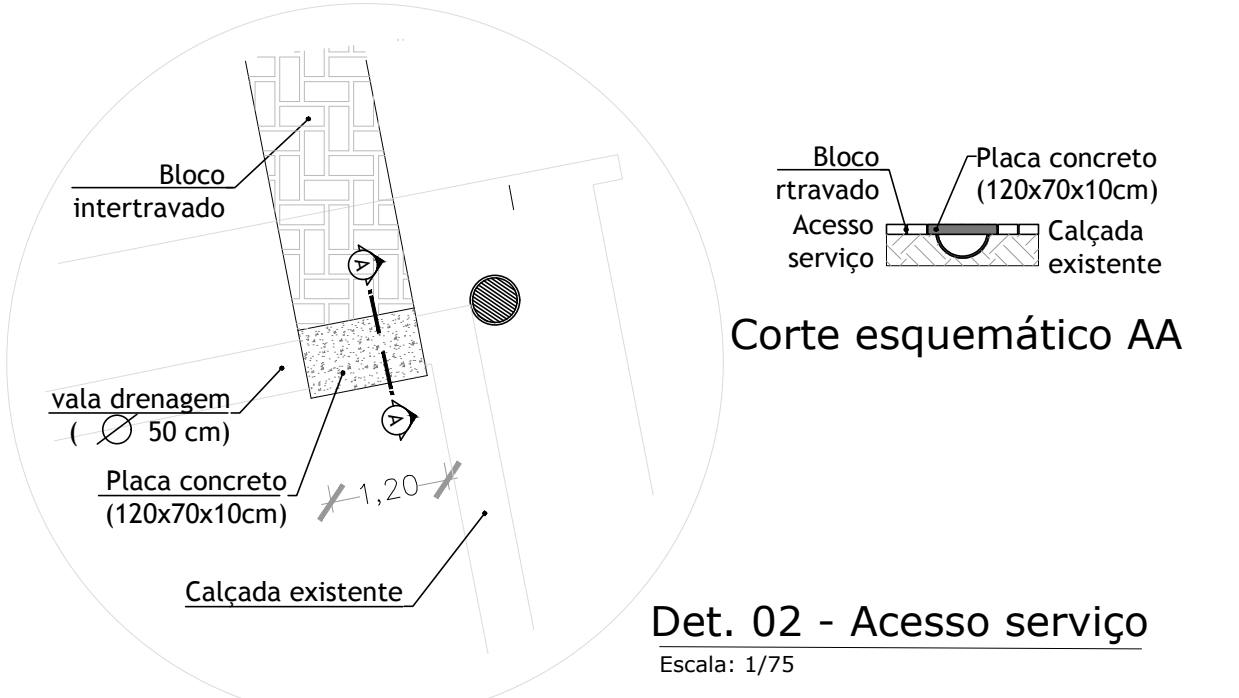 Bloco
intertravado
vala drenagem
( Ø 50 cm)
Placa concreto
(120x70x10cm)
1,20
Calçada existente
A
A
Bloco
rtravado
Acesso
serviço
Placa concreto
(120x70x10cm)
Calçada
existente
Corte esquemático AA
Det. 02 - Acesso serviço
Escala: 1/75